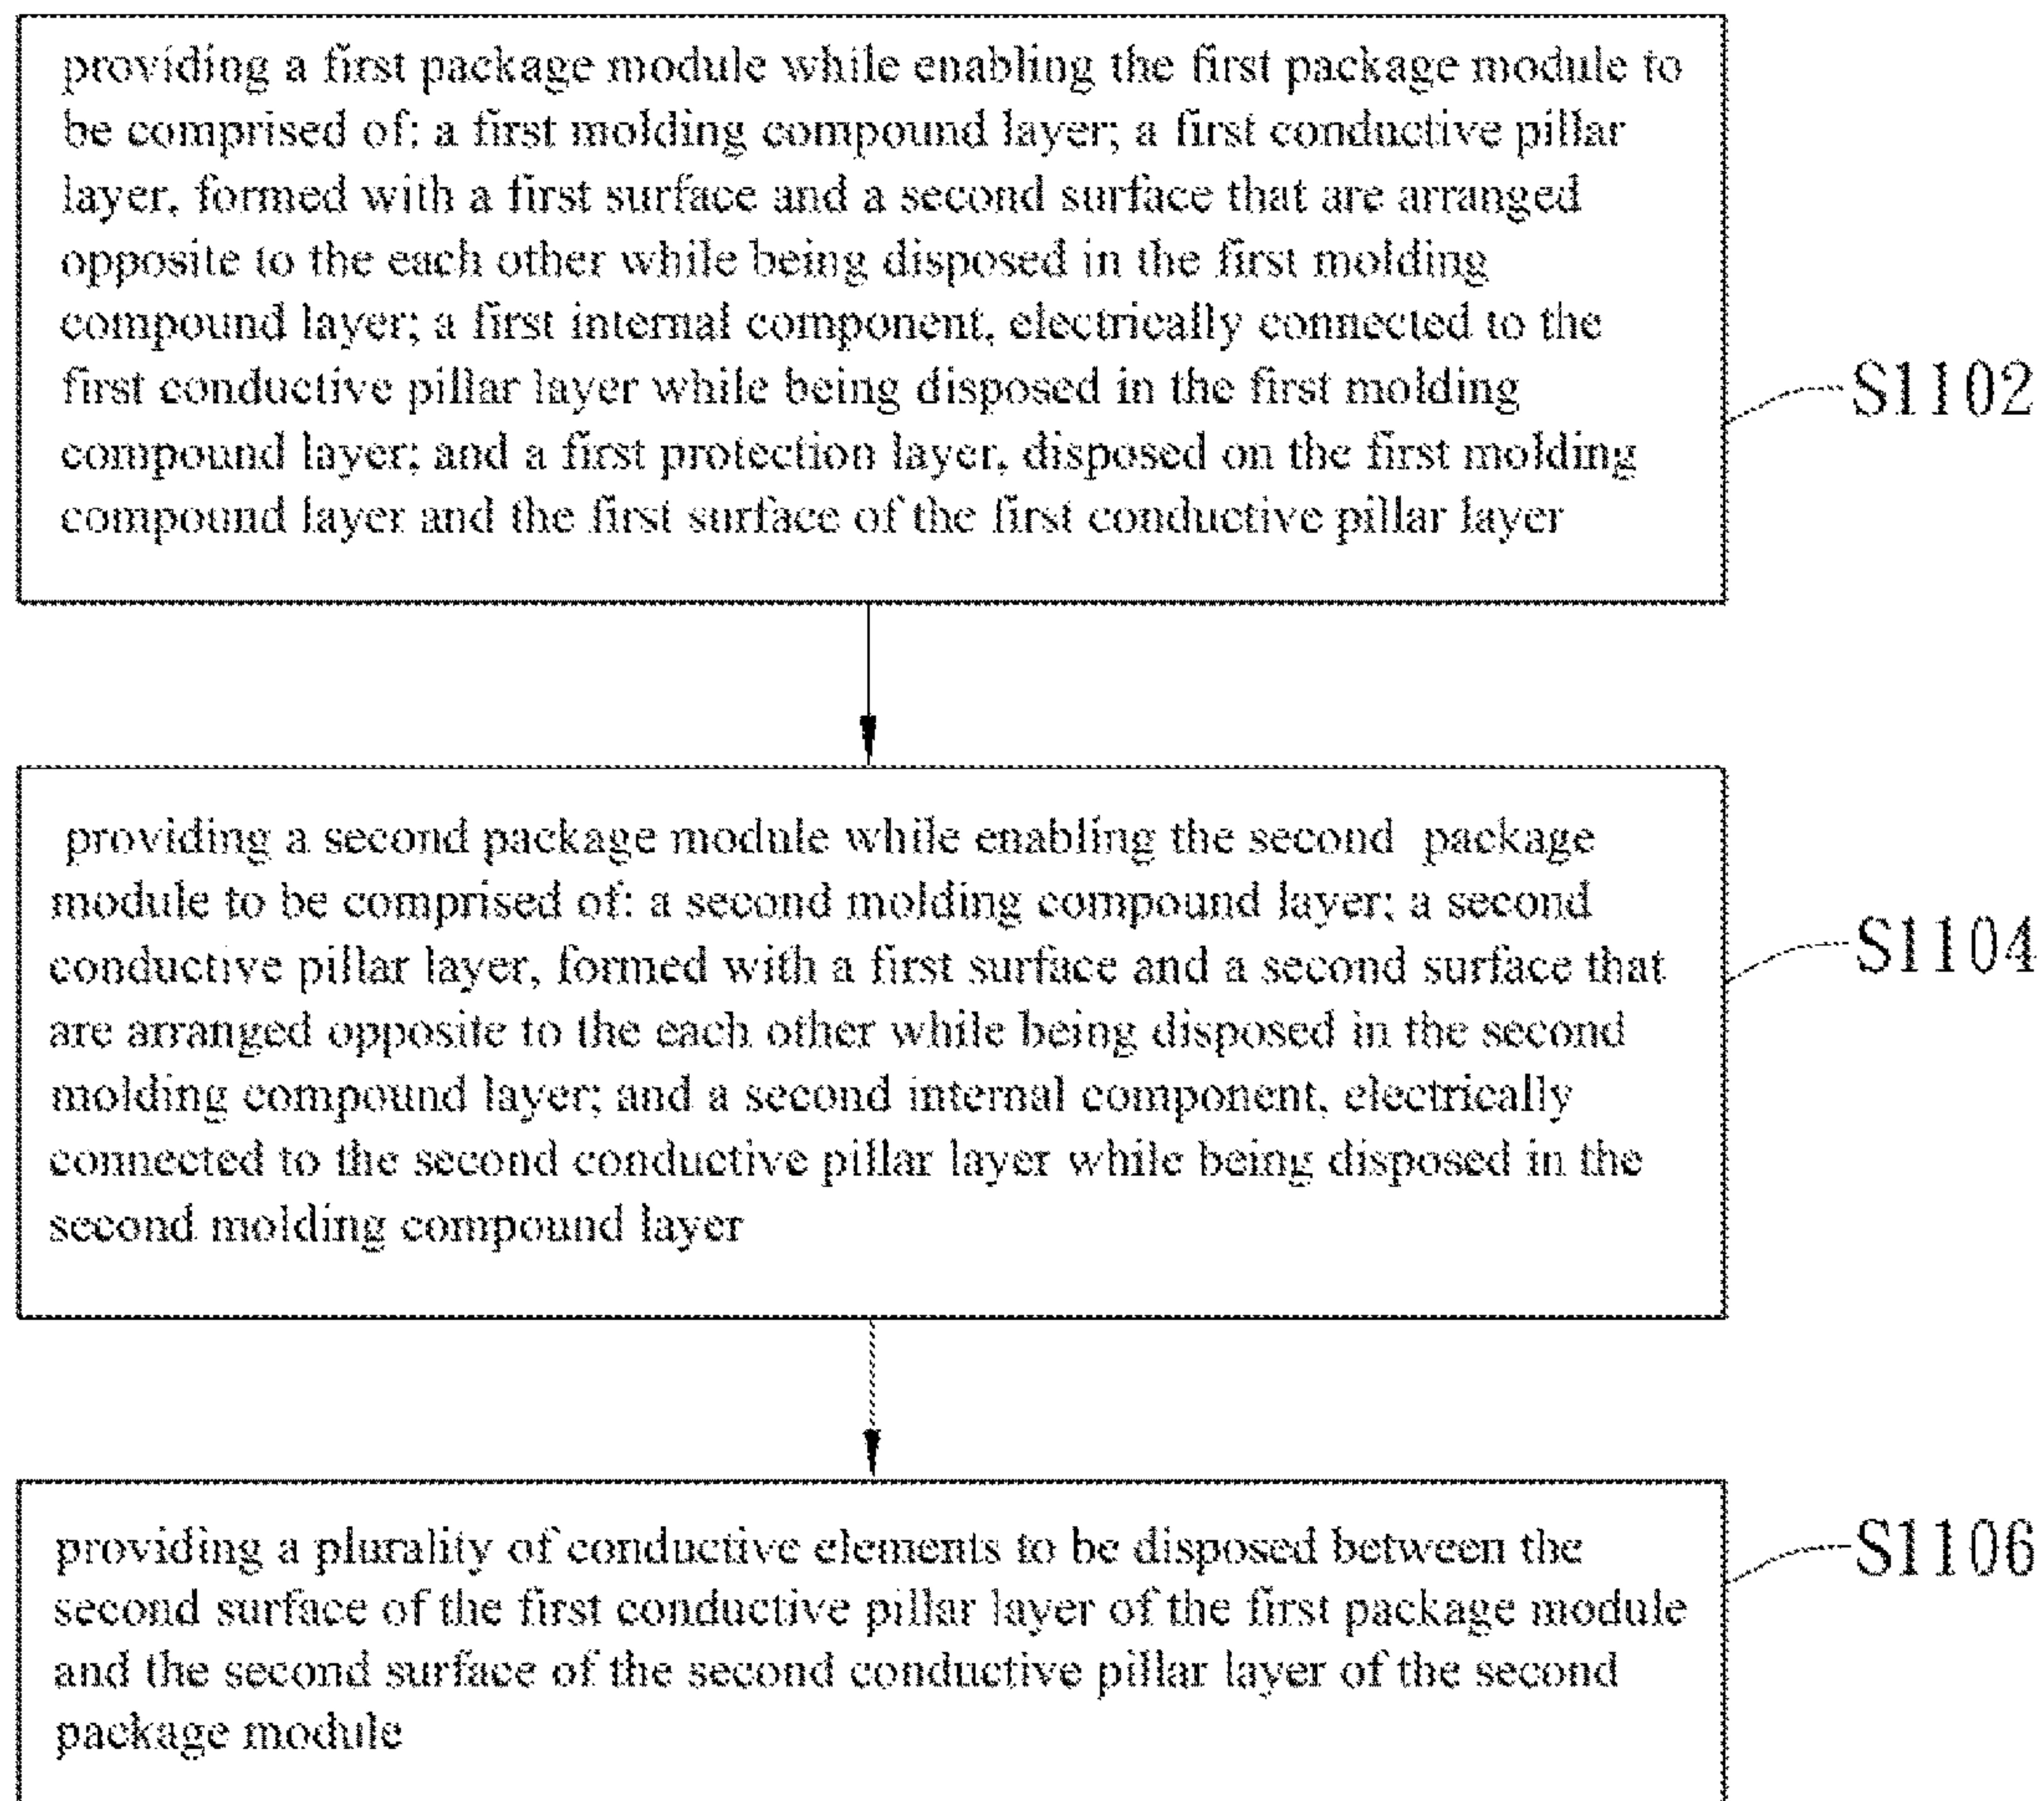 providing a first package module while enabling the first package module to
be comprised of: a first molding compound layer; a first conductive pillar
layer, formed with a first surface and a second surface that are arranged
opposite to the each other while being disposed in the first molding
compound layer; a first internal component, electrically connected to the
first conductive pillar layer while being disposed in the first molding
compound layer; and a first protection layer, disposed on the first molding
compound layer and the first surface of the first conductive pillar layer
S1102
providing a second package module while enabling the second package
module to be comprised of: a second molding compound layer; a second
conductive pillar layer, formed with a first surface and a second surface that
are arranged opposite to the each other while being disposed in the second
molding compound layer; and a second internal component, electrically
connected to the second conductive pillar layer while being disposed in the
second molding compound layer
S1104
providing a plurality of conductive elements to be disposed between the
second surface of the first conductive pillar layer of the first package module
and the second surface of the second conductive pillar layer of the second
package module
S1106